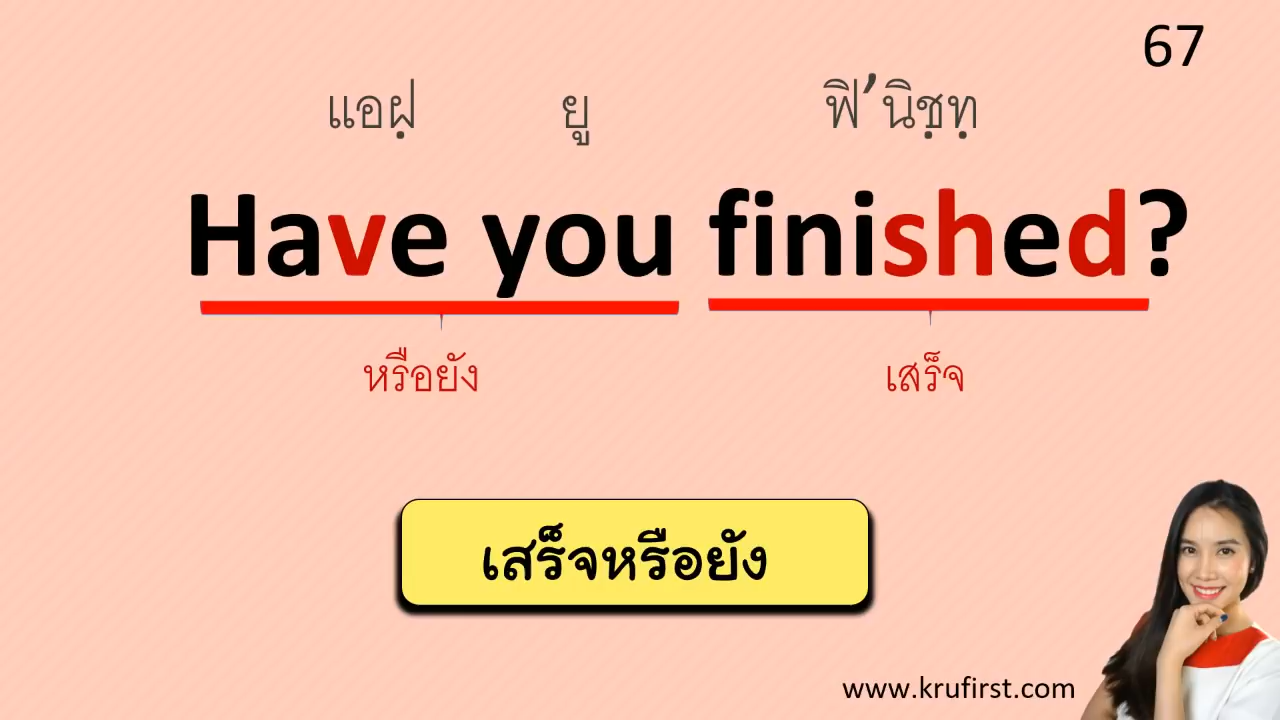 67
แอฝฺ ยู ฟิ’นิชฺทฺ
Have you finished?
หรือยัง เสร็จ
เสร็จหรือยัง
www.krufirst.com